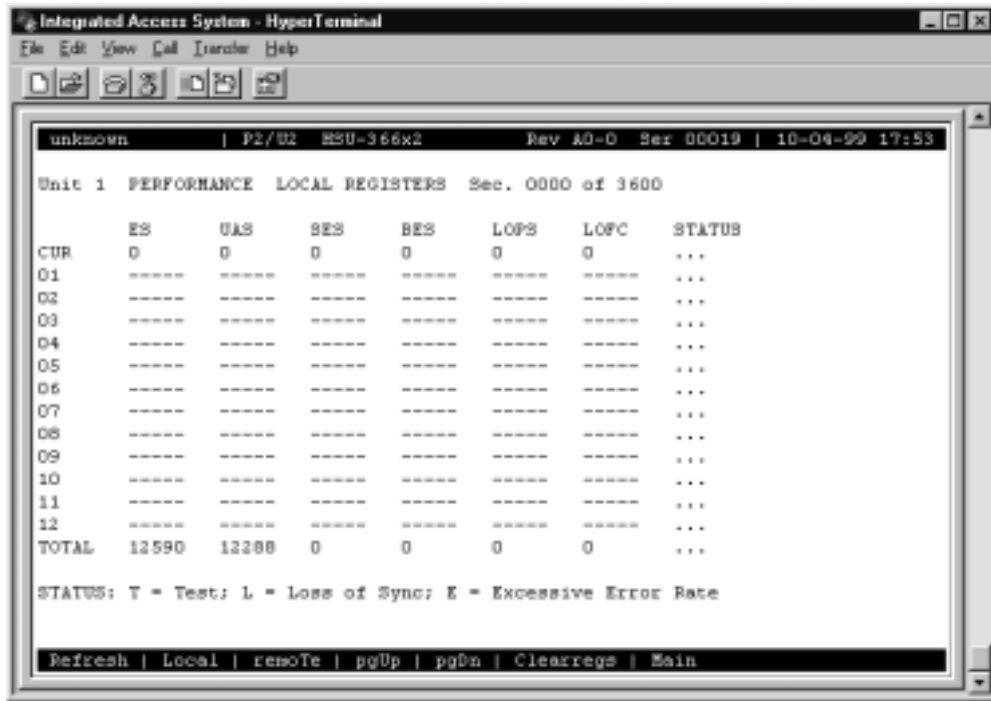 Integrated Access System - HyperTerminal
File Edit View Call Transfer Help
unknown | P2/U2 HSU-366x2 Rev A0-0 Ser 00019 | 10-04-99 17:53
Unit 1 PERFORMANCE LOCAL REGISTERS Sec. 0000 of 3600
ES UAS SES BES LOFS LOFC STATUS
CUR 0 0 0 0 0 0 ...
01 ----- ----- ----- ----- ----- ----- ...
02 ----- ----- ----- ----- ----- ----- ...
03 ----- ----- ----- ----- ----- ----- ...
04 ----- ----- ----- ----- ----- ----- ...
05 ----- ----- ----- ----- ----- ----- ...
06 ----- ----- ----- ----- ----- ----- ...
07 ----- ----- ----- ----- ----- ----- ...
08 ----- ----- ----- ----- ----- ----- ...
09 ----- ----- ----- ----- ----- ----- ...
10 ----- ----- ----- ----- ----- ----- ...
11 ----- ----- ----- ----- ----- ----- ...
12 ----- ----- ----- ----- ----- ----- ...
TOTAL 12590 12288 0 0 0 0 ...
STATUS: T = Test; L = Loss of Sync; E = Excessive Error Rate
Refresh | Local | remoTe | pgUp | pgDn | Clearregs | Main